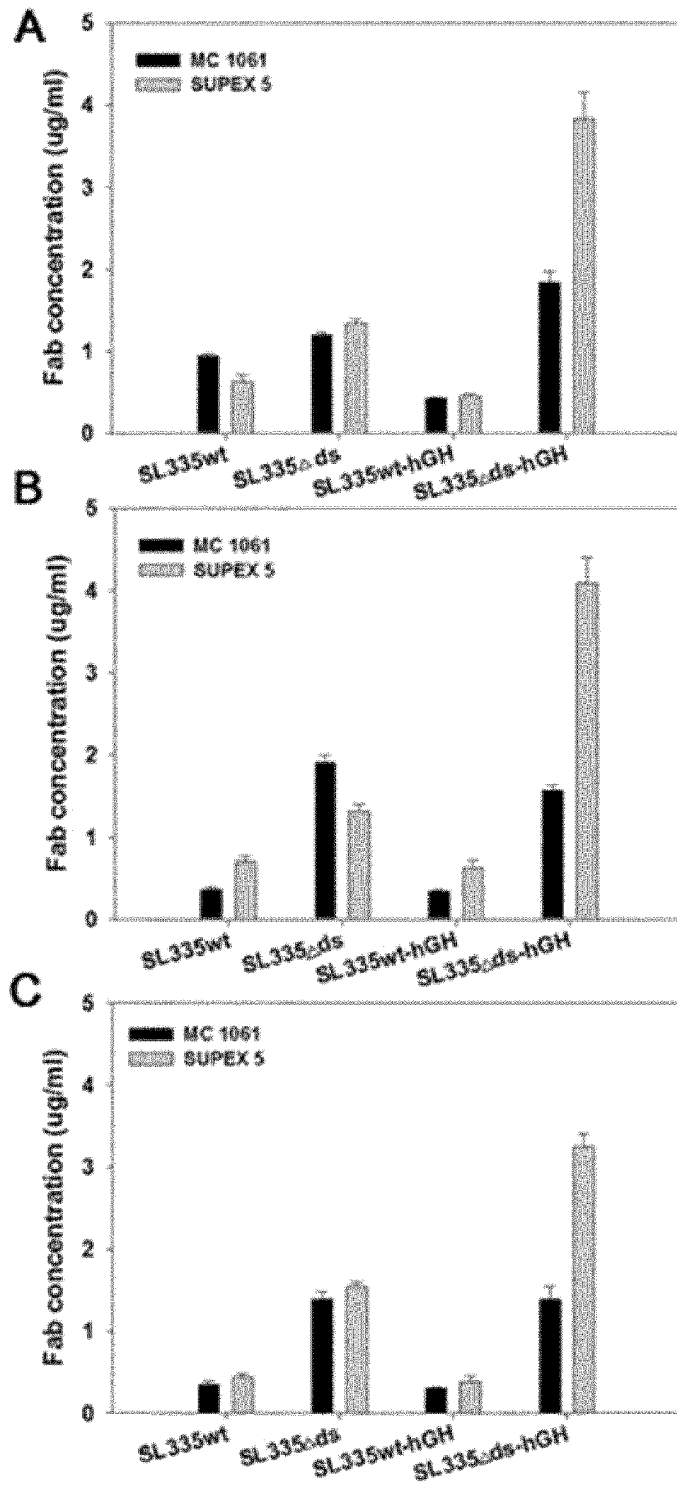 A
Fab concentration (ug/ml)
5
4
3
2
1
0
MC 1061
SUPEX 5
SL335wt
SL335△ds
SL335wt-hGH
SL335△ds-hGH
B
Fab concentration (ug/ml)
5
4
3
2
1
0
MC 1061
SUPEX 5
SL335wt
SL335△ds
SL335wt-hGH
SL335△ds-hGH
C
Fab concentration (ug/ml)
5
4
3
2
1
0
MC 1061
SUPEX 5
SL335wt
SL335△ds
SL335wt-hGH
SL335△ds-hGH